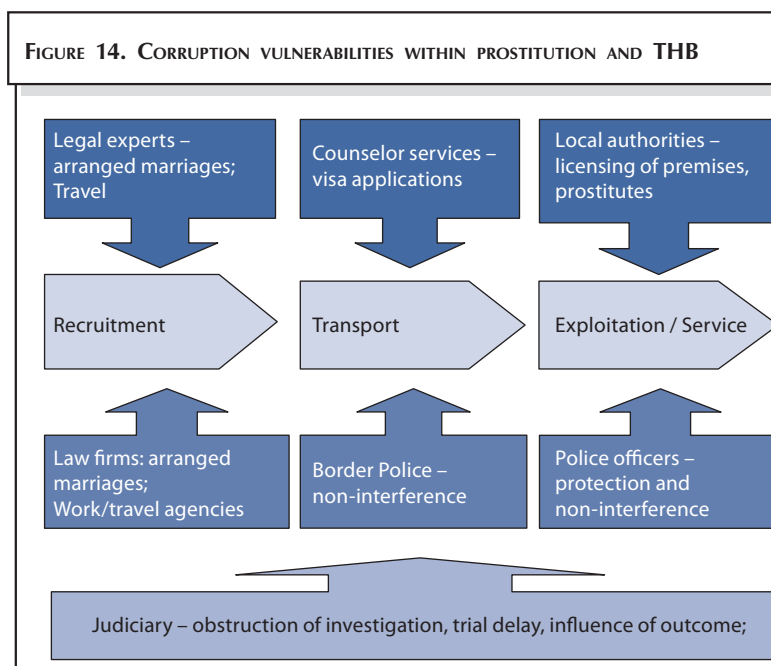 FIGURE 14. CORRUPTION VULNERABILITIES WITHIN PROSTITUTION AND THB
Legal experts –
arranged marriages;
Travel
Counselor services –
visa applications
Local authorities –
licensing of premises,
prostitutes
Recruitment
Transport
Exploitation / Service
Law firms: arranged
marriages;
Work/travel agencies
Border Police –
non-interference
Police officers –
protection and
non-interference
Judiciary – obstruction of investigation, trial delay, influence of outcome;